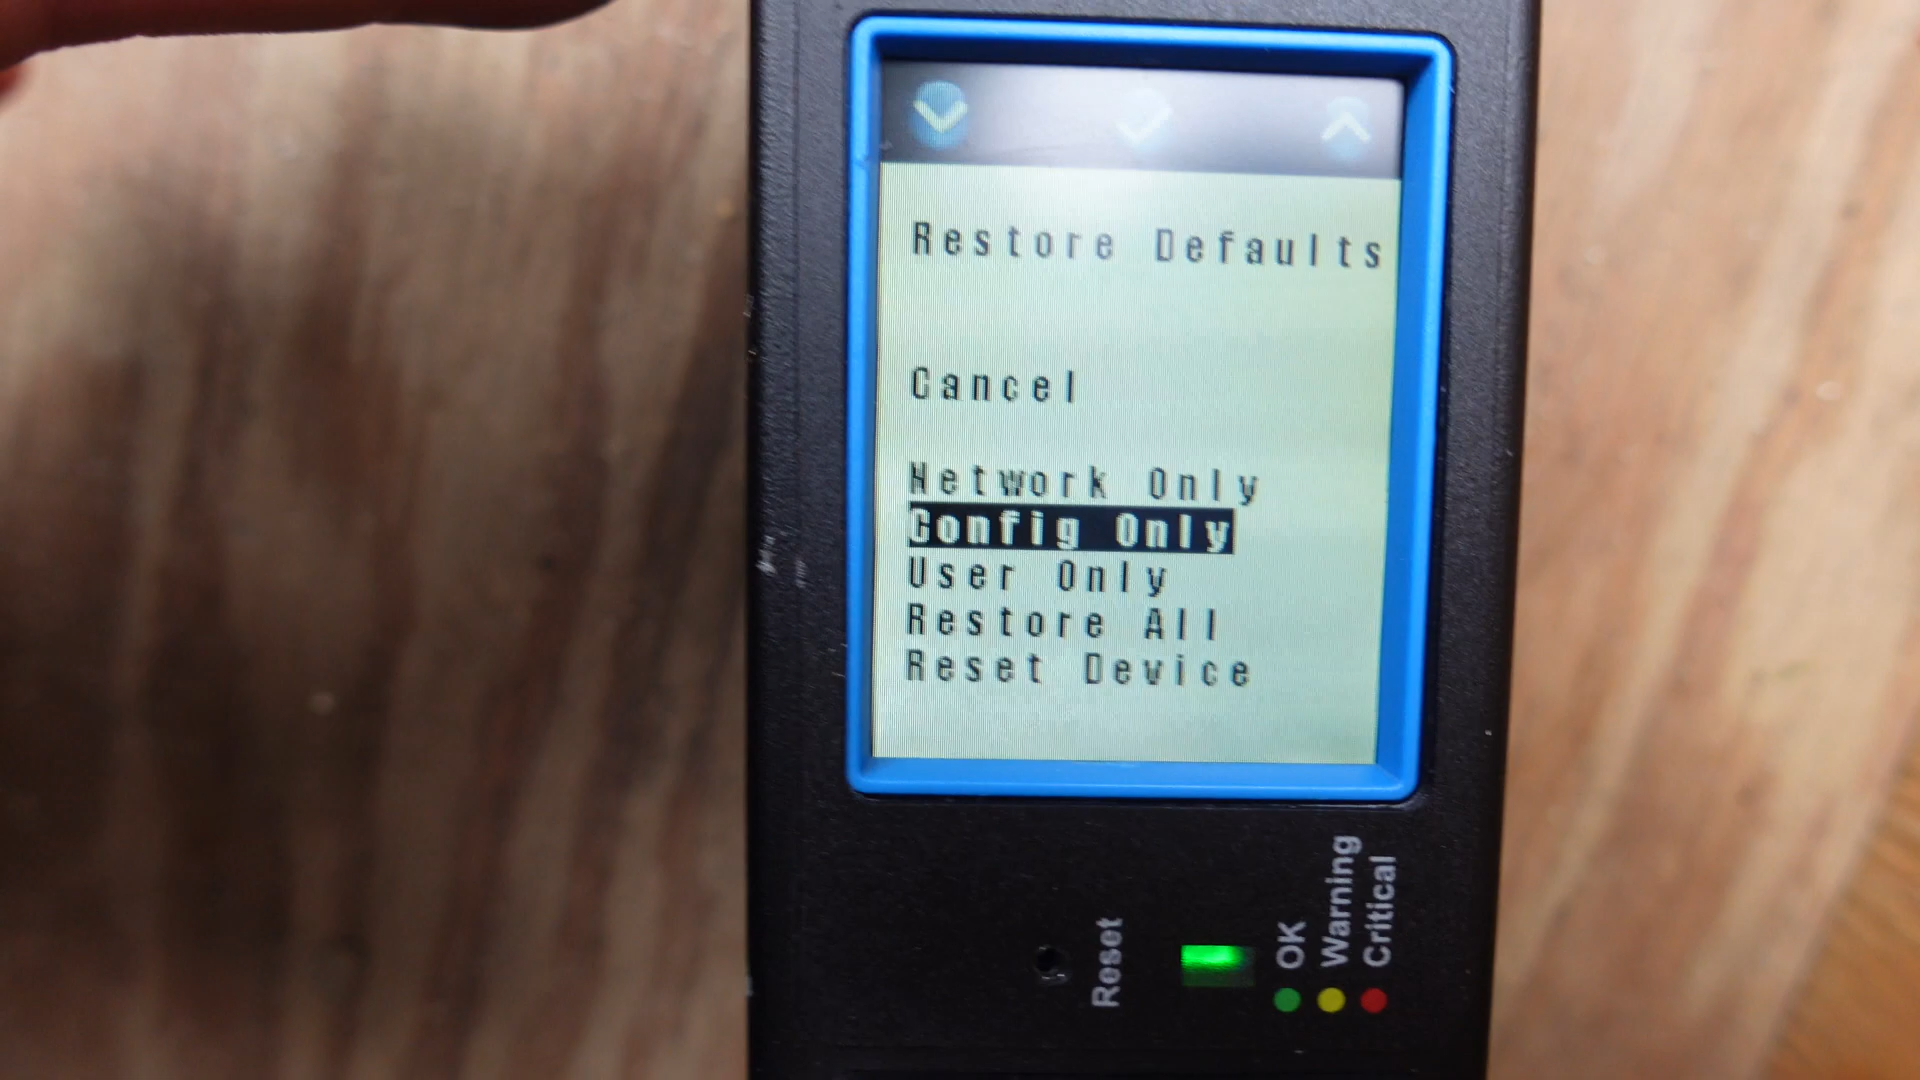 Restore Defaults
Cancel
Network Only
Config Only
User Only
Restore All
Reset Device
Reset
OK
Warning
Critical